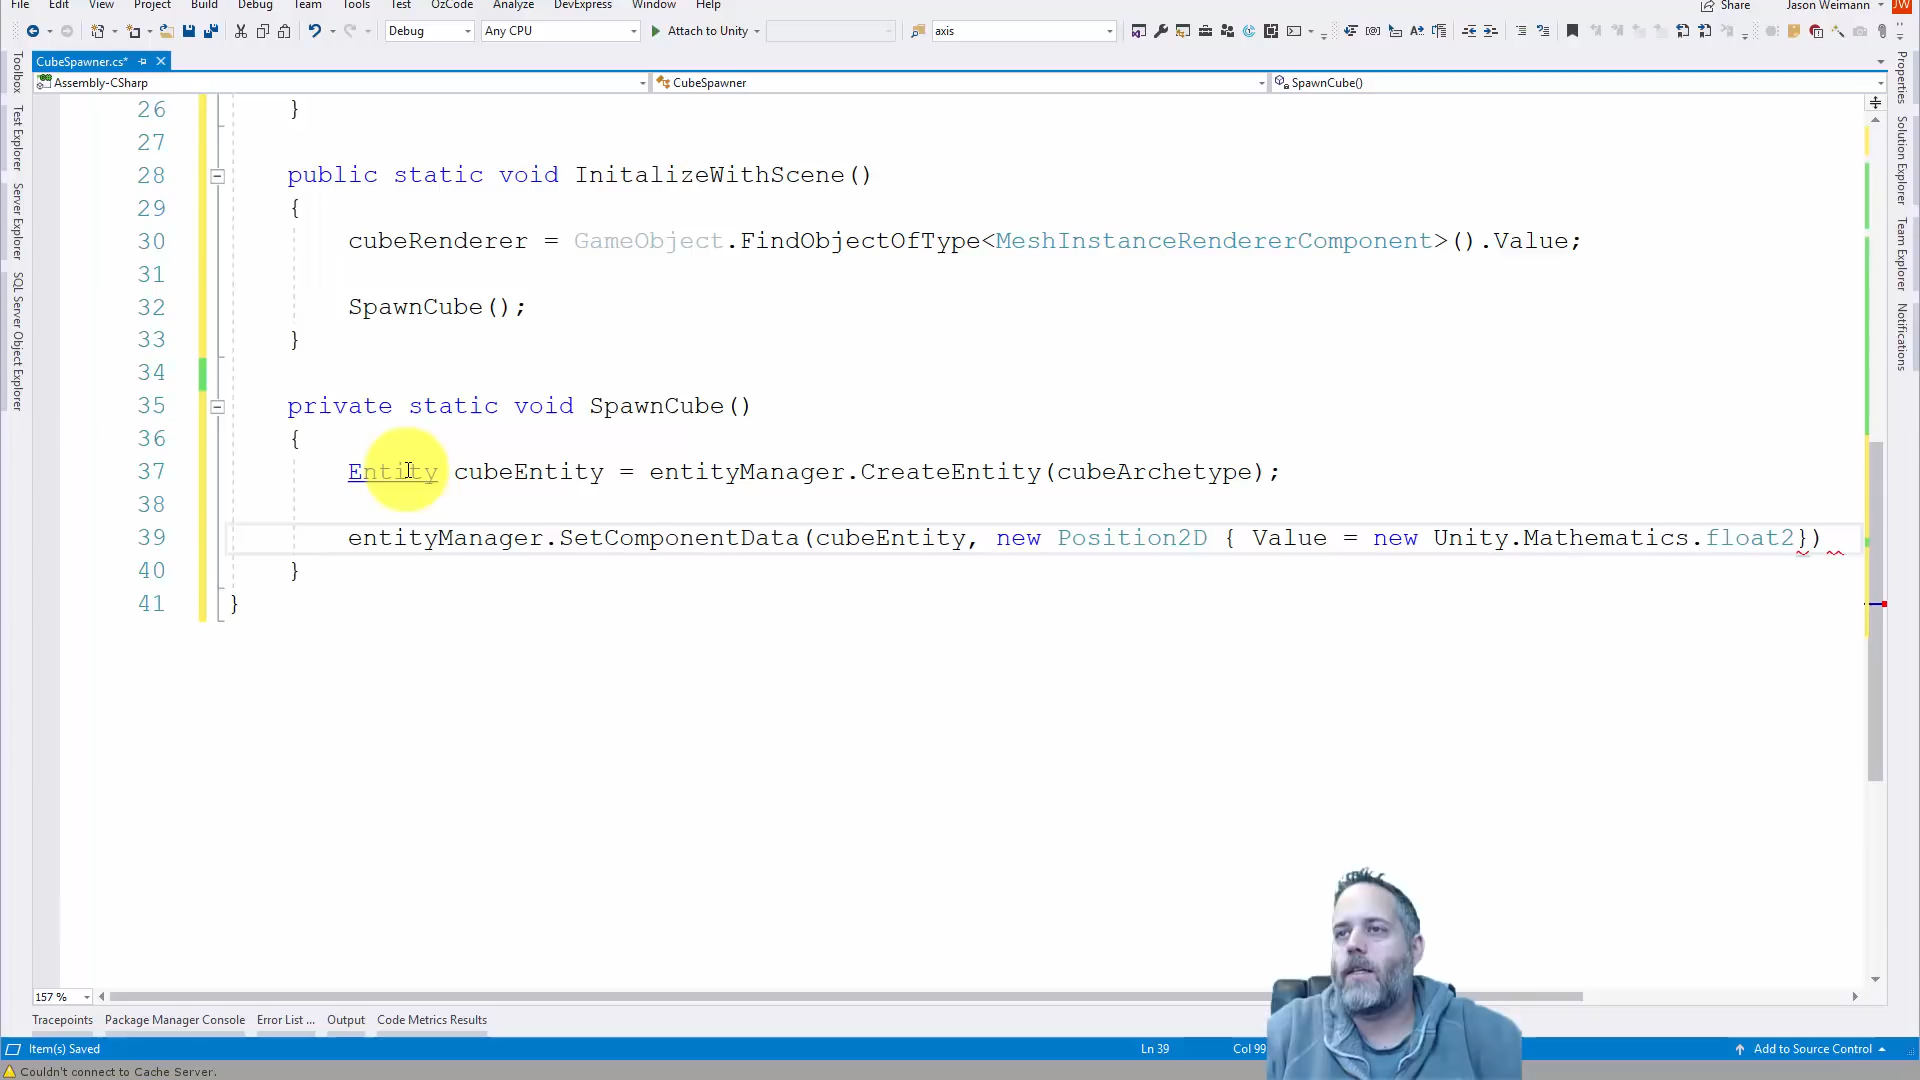 File Edit View Project Build Debug Team Tools Test OzCode Analyze DevExpress Window Help Share Jason Weimann JW
Debug Any CPU Attach to Unity axis
CubeSpawner.cs*
Assembly-CSharp CubeSpawner SpawnCube()
26 }
27
28 public static void InitalizeWithScene()
29 {
30 cubeRenderer = GameObject.FindObjectOfType<MeshInstanceRendererComponent>().Value;
31
32 SpawnCube();
33 }
34
35 private static void SpawnCube()
36 {
37 Entity cubeEntity = entityManager.CreateEntity(cubeArchetype);
38
39 entityManager.SetComponentData(cubeEntity, new Position2D { Value = new Unity.Mathematics.float2})
40 }
41 }
Toolbox
Test Explorer
Server Explorer
SQL Server Object Explorer
Properties
Solution Explorer
Team Explorer
Notifications
157 %
Tracepoints Package Manager Console Error List ... Output Code Metrics Results
Item(s) Saved Ln 39 Col 99 Add to Source Control
Couldn't connect to Cache Server.